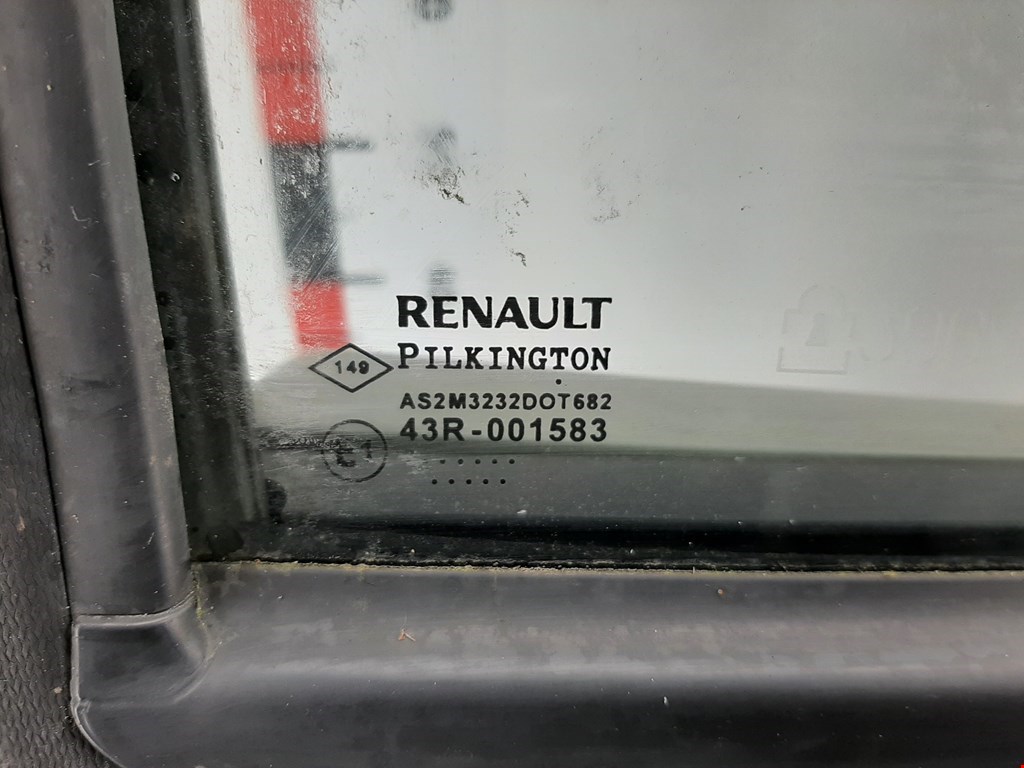 RENAULT
149 PILKINGTON
AS2M3232DOT682
43R-001583
E1